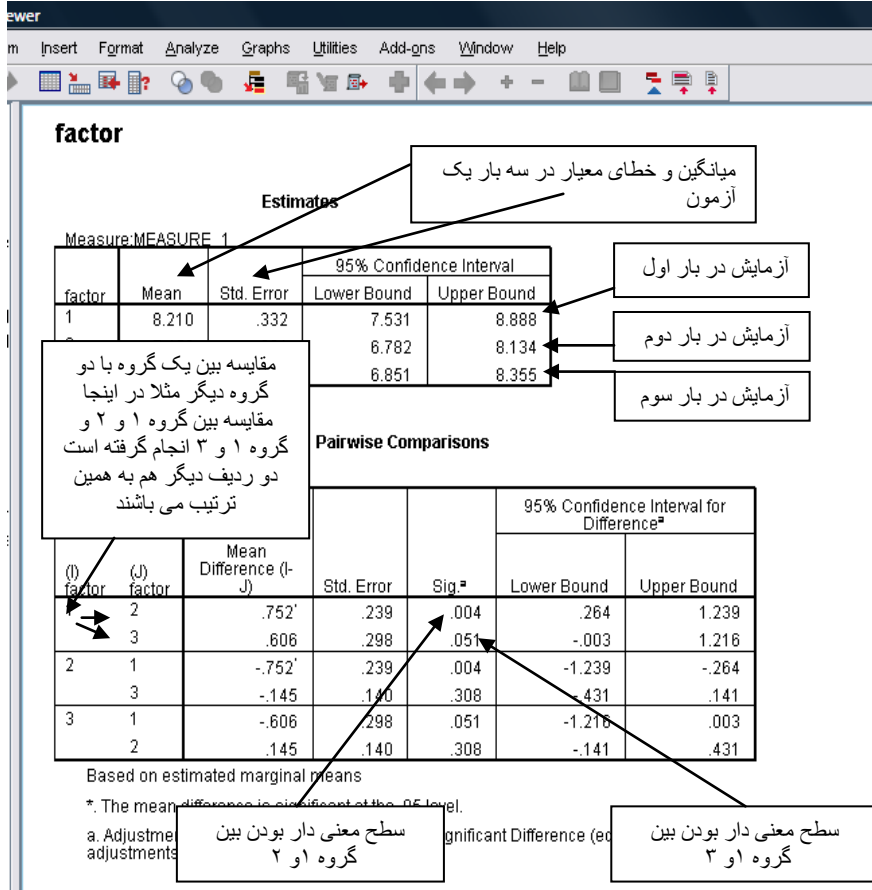 ewer
m Insert Format Analyze Graphs Utilities Add-ons Window Help
factor
میانگین و خطای معیار در سه بار یک
آزمون
Estimates
Measure:MEASURE_1
95% Confidence Interval
factor Mean Std. Error Lower Bound Upper Bound
1 8.210 .332 7.531 8.888
6.782 8.134
6.851 8.355
آزمایش در بار اول
آزمایش در بار دوم
آزمایش در بار سوم
مقایسه بین یک گروه با دو
گروه دیگر مثلا در اینجا
مقایسه بین گروه ۱ و ۲ و
گروه ۱ و ۳ انجام گرفته است
دو ردیف دیگر هم به همین
ترتیب می باشند
Pairwise Comparisons
95% Confidence Interval for
Difference<sup>a</sup>
(I) factor (J) factor Mean Difference (I-J) Std. Error Sig.<sup>a</sup> Lower Bound Upper Bound
1 2 .752* .239 .004 .264 1.239
3 .606 .298 .051 -.003 1.216
2 1 -.752* .239 .004 -1.239 -.264
3 -.145 .140 .308 -.431 .141
3 1 -.606 .298 .051 -1.216 .003
2 .145 .140 .308 -.141 .431
Based on estimated marginal means
*. The mean difference is significant at the .05 level.
a. gnificant Difference
adjustments
سطح معنی دار بودن بین
گروه ۱و ۲
سطح معنی دار بودن بین
گروه ۱و ۳